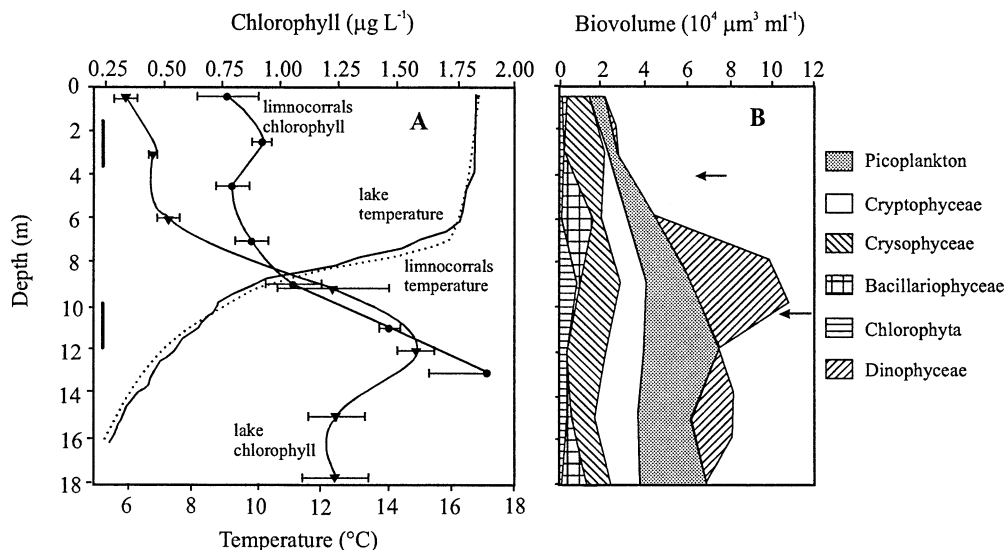 Chlorophyll (µg L⁻¹)
0.25 0.50 0.75 1.00 1.25 1.50 1.75 2.00
Depth (m)
0
2
4
6
8
10
12
14
16
18
A
limnocorrals
chlorophyll
lake
temperature
limnocorrals
temperature
lake
chlorophyll
6 8 10 12 14 16 18
Temperature (°C)
Biovolume (10⁴ µm³ ml⁻¹)
0 2 4 6 8 10 12
B
Picoplankton
Cryptophyceae
Crysophyceae
Bacillariophyceae
Chlorophyta
Dinophyceae